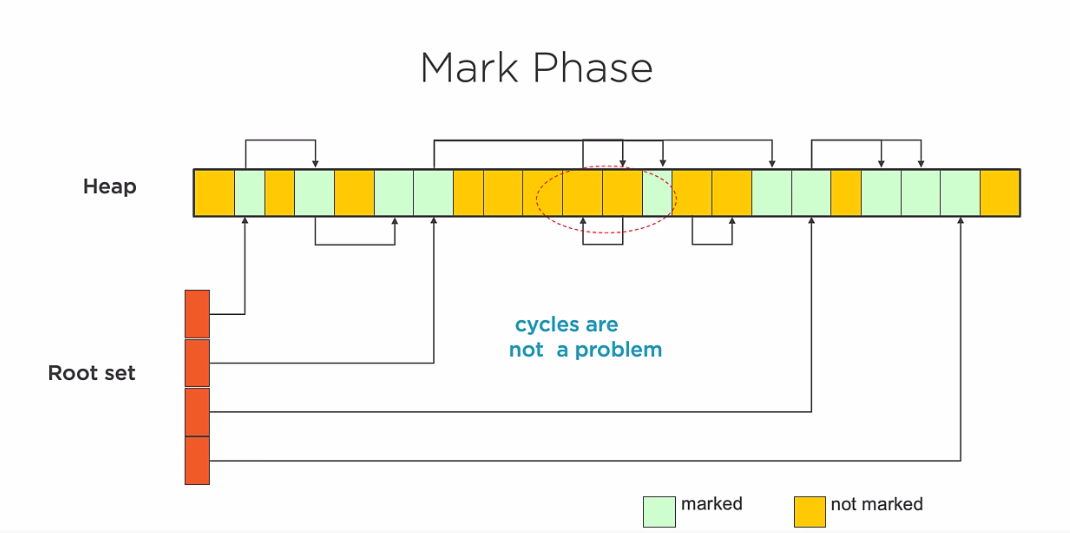 Mark Phase
Heap
cycles are
not a problem
Root set
marked
not marked